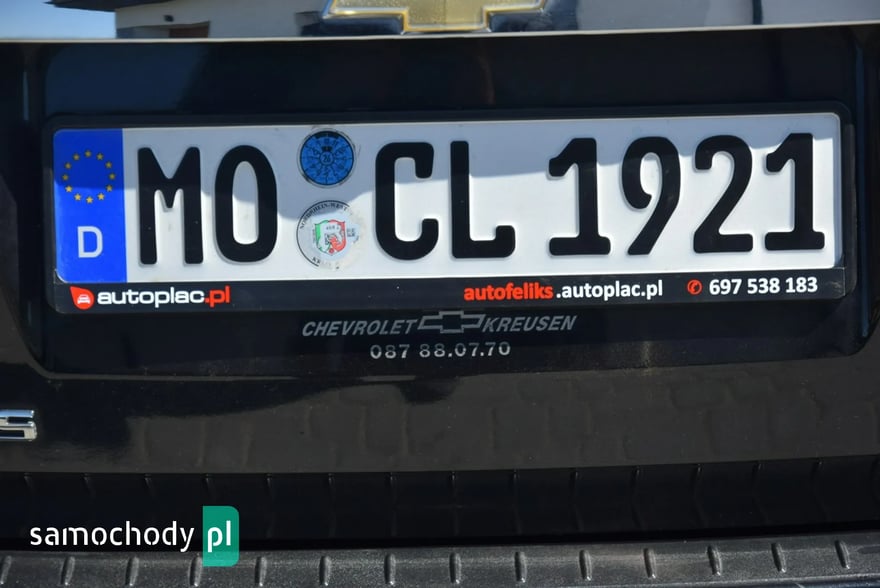 D MO CL 1921
autoplac.pl autofeliks.autoplac.pl 697 538 183
CHEVROLET KREUSEN
087 88.07.70
S
samochody pl